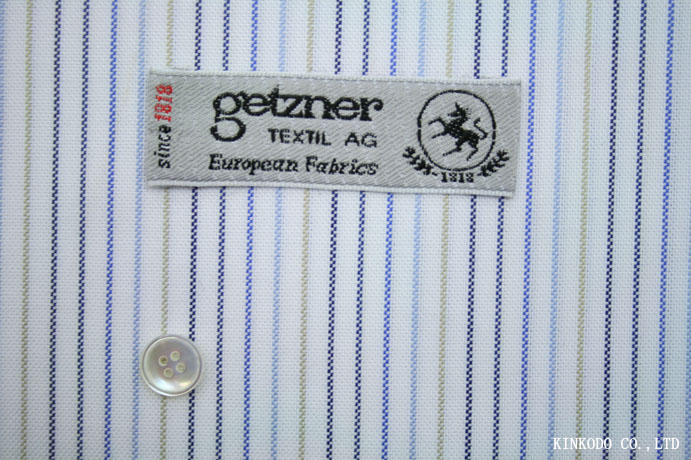 since 1818
getzner
TEXTIL AG
European Fabrics
-1818-
KINKODO CO.,LTD